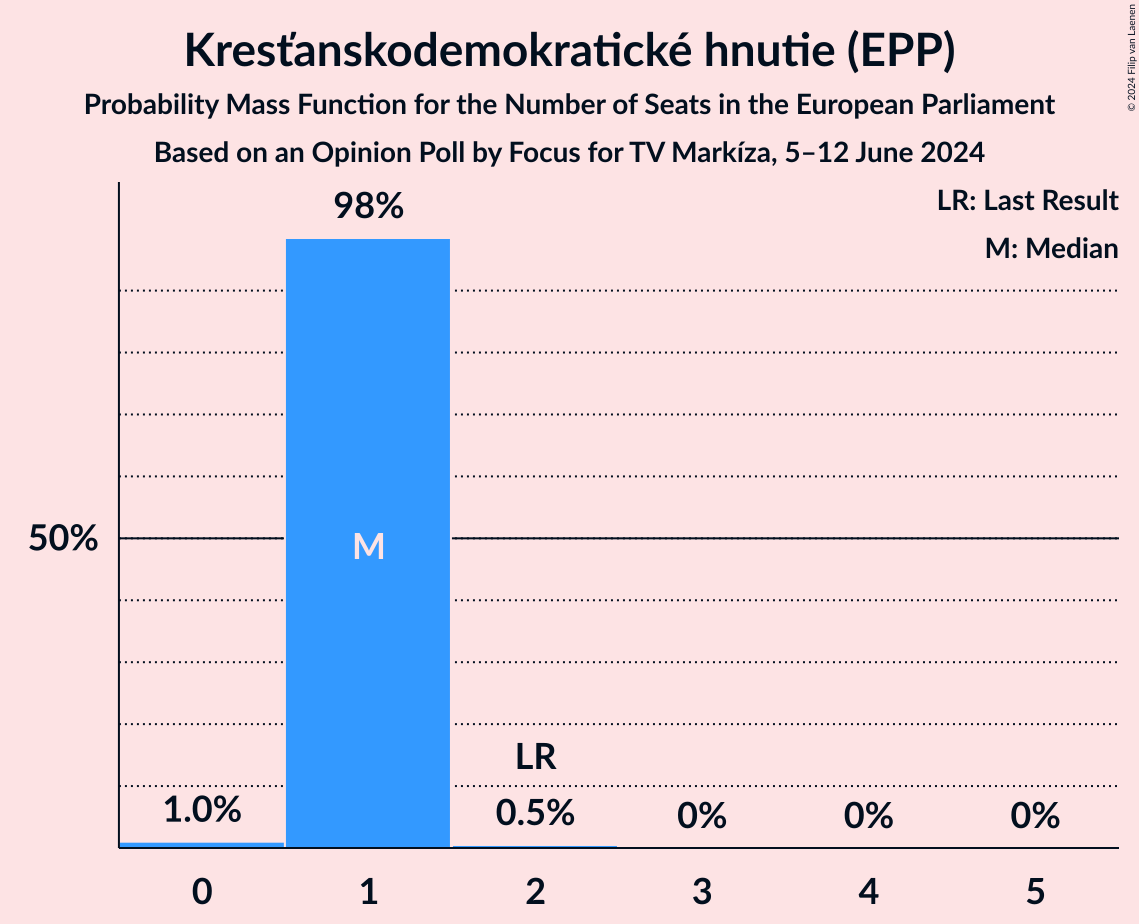 Kresťanskodemokratické hnutie (EPP)
Probability Mass Function for the Number of Seats in the European Parliament
Based on an Opinion Poll by Focus for TV Markíza, 5–12 June 2024
© 2024 Filip van Laenen
LR: Last Result
M: Median
98%
50%
M
LR
1.0%
0.5%
0%
0%
0%
0
1
2
3
4
5